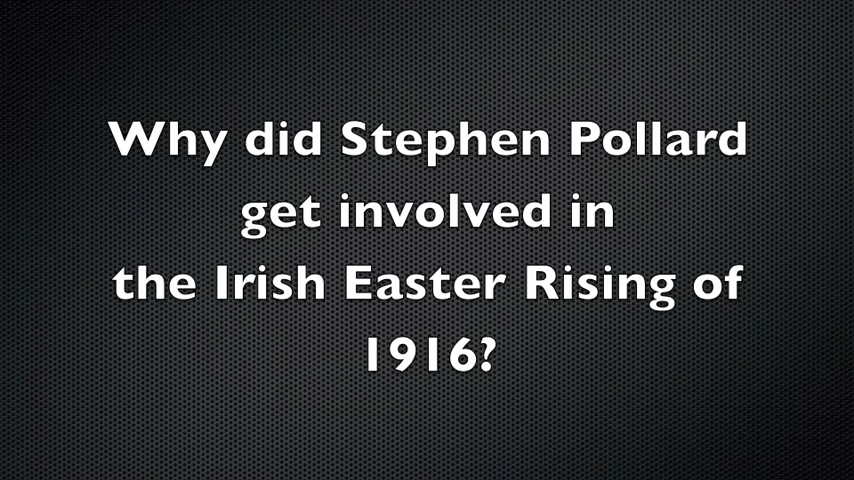 Why did Stephen Pollard
get involved in
the Irish Easter Rising of
1916?